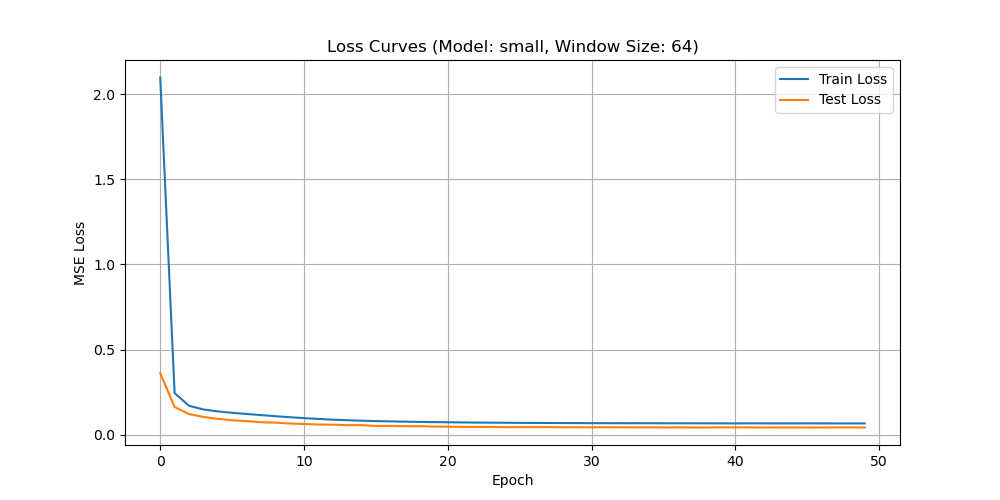 Loss Curves (Model: small, Window Size: 64)
Train Loss
Test Loss
MSE Loss
2.0
1.5
1.0
0.5
0.0
0 10 20 30 40 50
Epoch